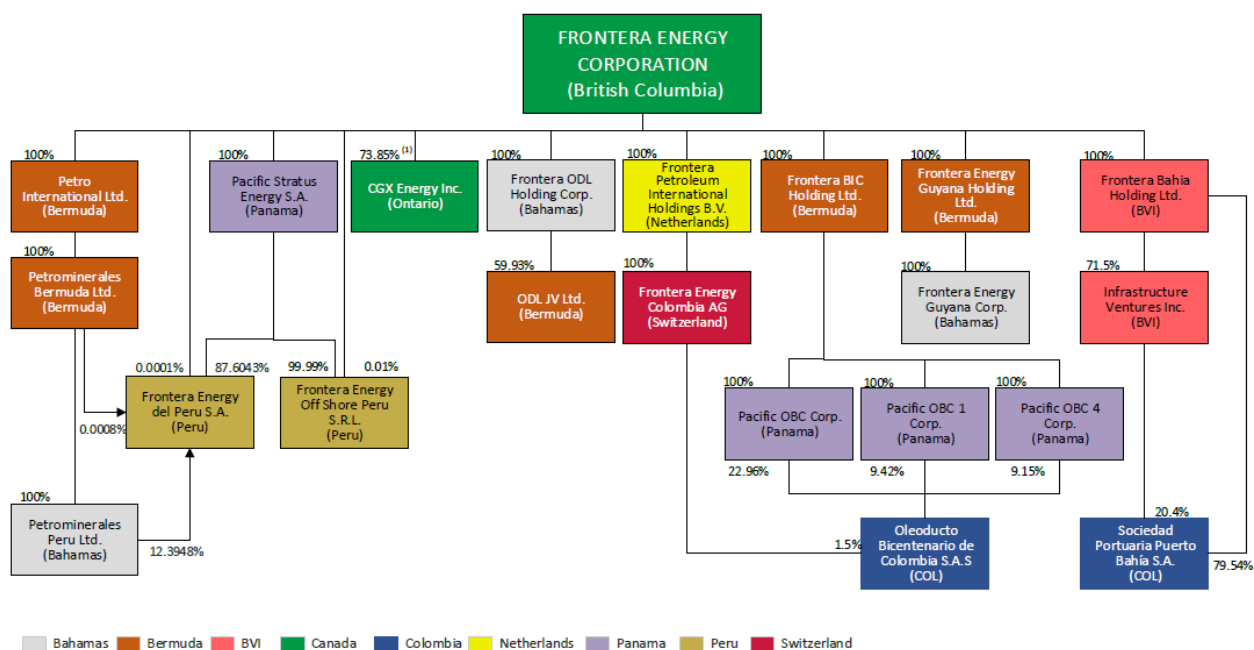 FRONTERA ENERGY
CORPORATION
(British Columbia)
100%
Petro
International Ltd.
(Bermuda)
100%
Pacific Stratus
Energy S.A.
(Panama)
73.85% (1)
CGX Energy Inc.
(Ontario)
100%
Frontera ODL
Holding Corp.
(Bahamas)
100%
Frontera
Petroleum
International
Holdings B.V.
(Netherlands)
100%
Frontera BIC
Holding Ltd.
(Bermuda)
100%
Frontera Energy
Guyana Holding
Ltd.
(Bermuda)
100%
Frontera Bahia
Holding Ltd.
(BVI)
100%
Petrominerales
Bermuda Ltd.
(Bermuda)
59.93%
ODL JV Ltd.
(Bermuda)
100%
Frontera Energy
Colombia AG
(Switzerland)
100%
Frontera Energy
Guyana Corp.
(Bahamas)
71.5%
Infrastructure
Ventures Inc.
(BVI)
0.0001%
87.6043%
Frontera Energy
del Peru S.A.
(Peru)
0.0008%
99.99%
0.01%
Frontera Energy
Off Shore Peru
S.R.L.
(Peru)
100%
Pacific OBC Corp.
(Panama)
22.96%
100%
Pacific OBC 1
Corp.
(Panama)
9.42%
100%
Pacific OBC 4
Corp.
(Panama)
9.15%
100%
Petrominerales
Peru Ltd.
(Bahamas)
12.3948%
1.5%
Oleoducto
Bicentenario de
Colombia S.A.S
(COL)
20.4%
Sociedad
Portuaria Puerto
Bahía S.A.
(COL)
79.54%
Bahamas Bermuda BVI Canada Colombia Netherlands Panama Peru Switzerland